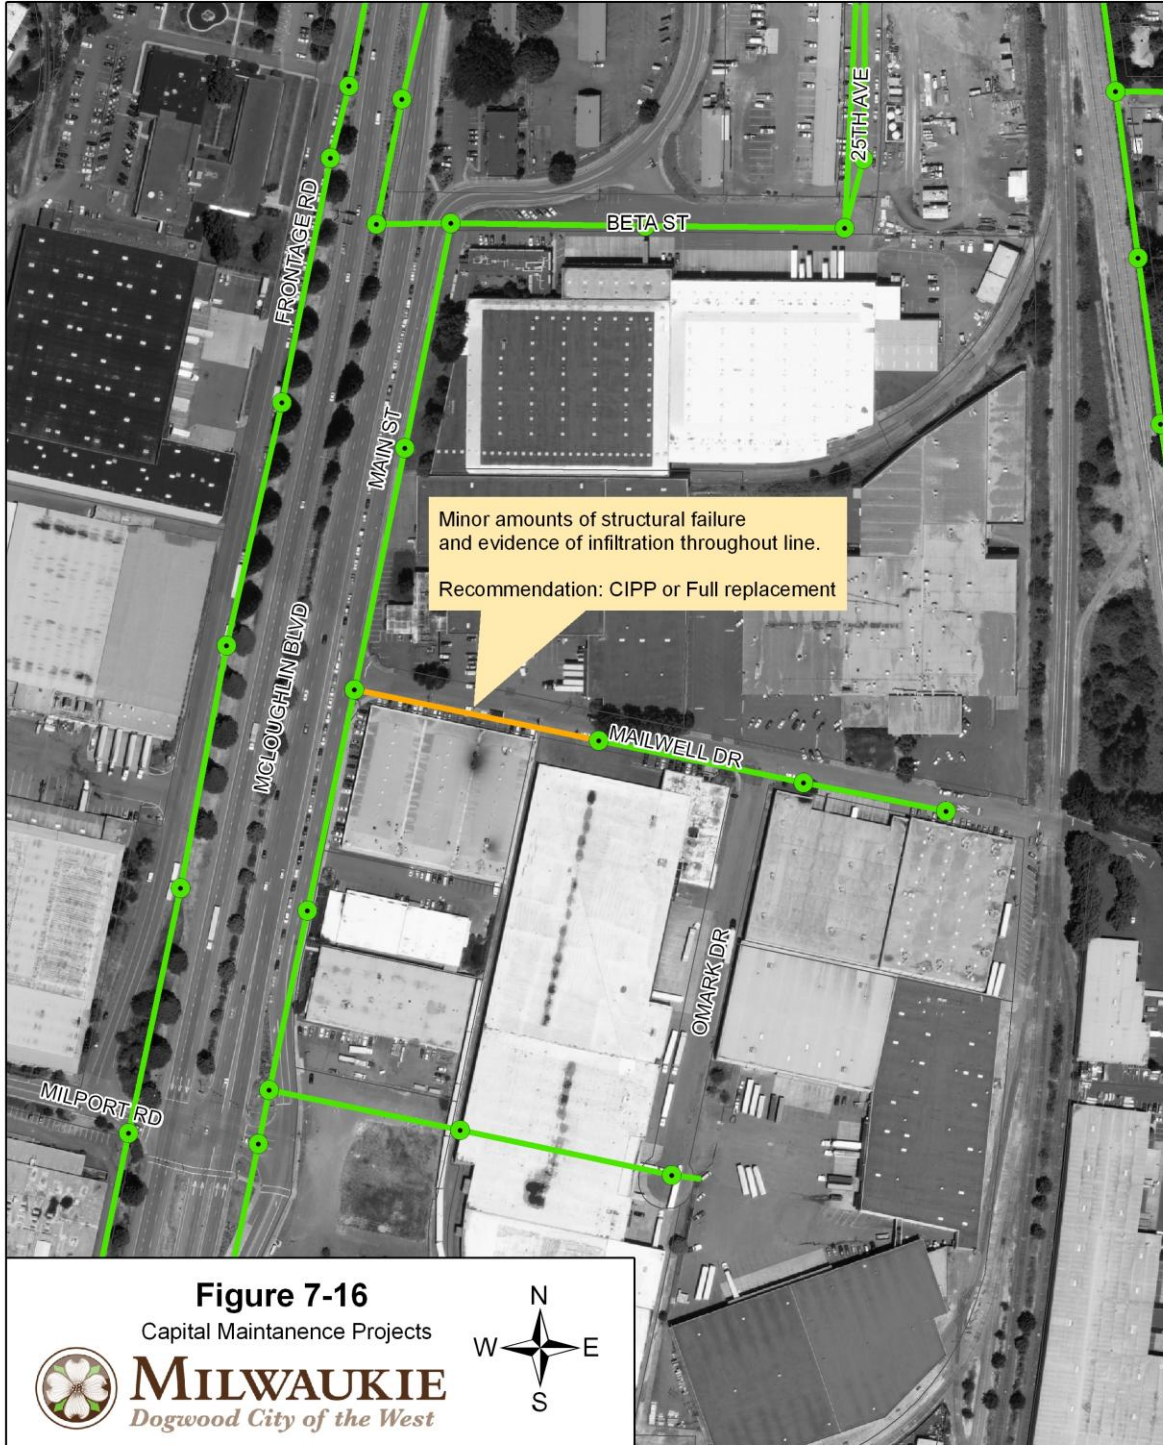 25TH AVE
FRONTAGE RD
BETA ST
MAIN ST
Minor amounts of structural failure
and evidence of infiltration throughout line.
Recommendation: CIPP or Full replacement
MCLOUGHLIN BLVD
MAILWELL DR
OMARK DR
MILPORT RD
Figure 7-16
Capital Maintanence Projects
MILWAUKIE
Dogwood City of the West
N
W E
S